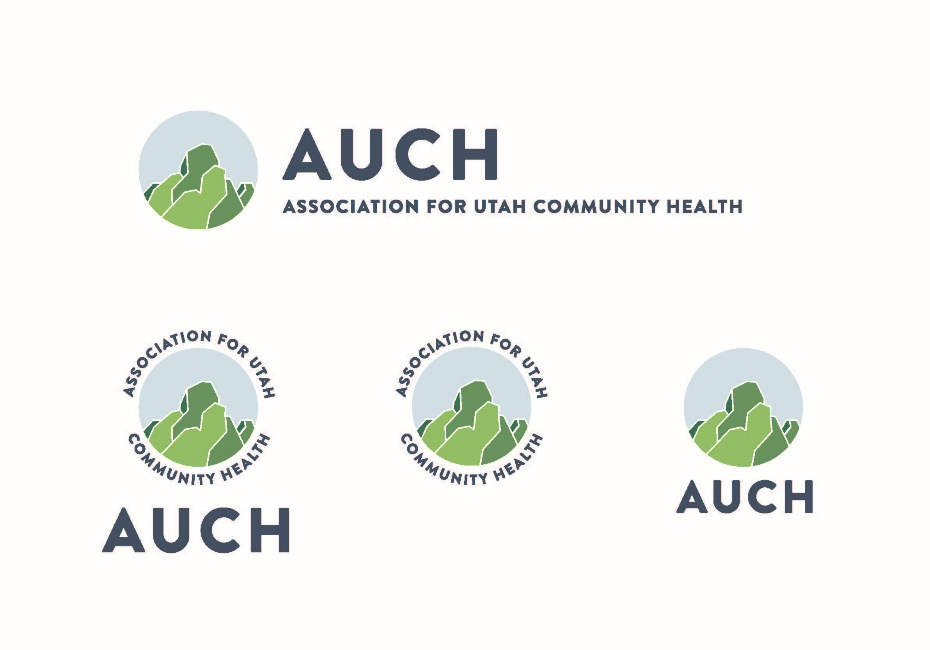 AUCH
ASSOCIATION FOR UTAH COMMUNITY HEALTH
ASSOCIATION FOR UTAH
COMMUNITY HEALTH
AUCH
ASSOCIATION FOR UTAH
COMMUNITY HEALTH
AUCH